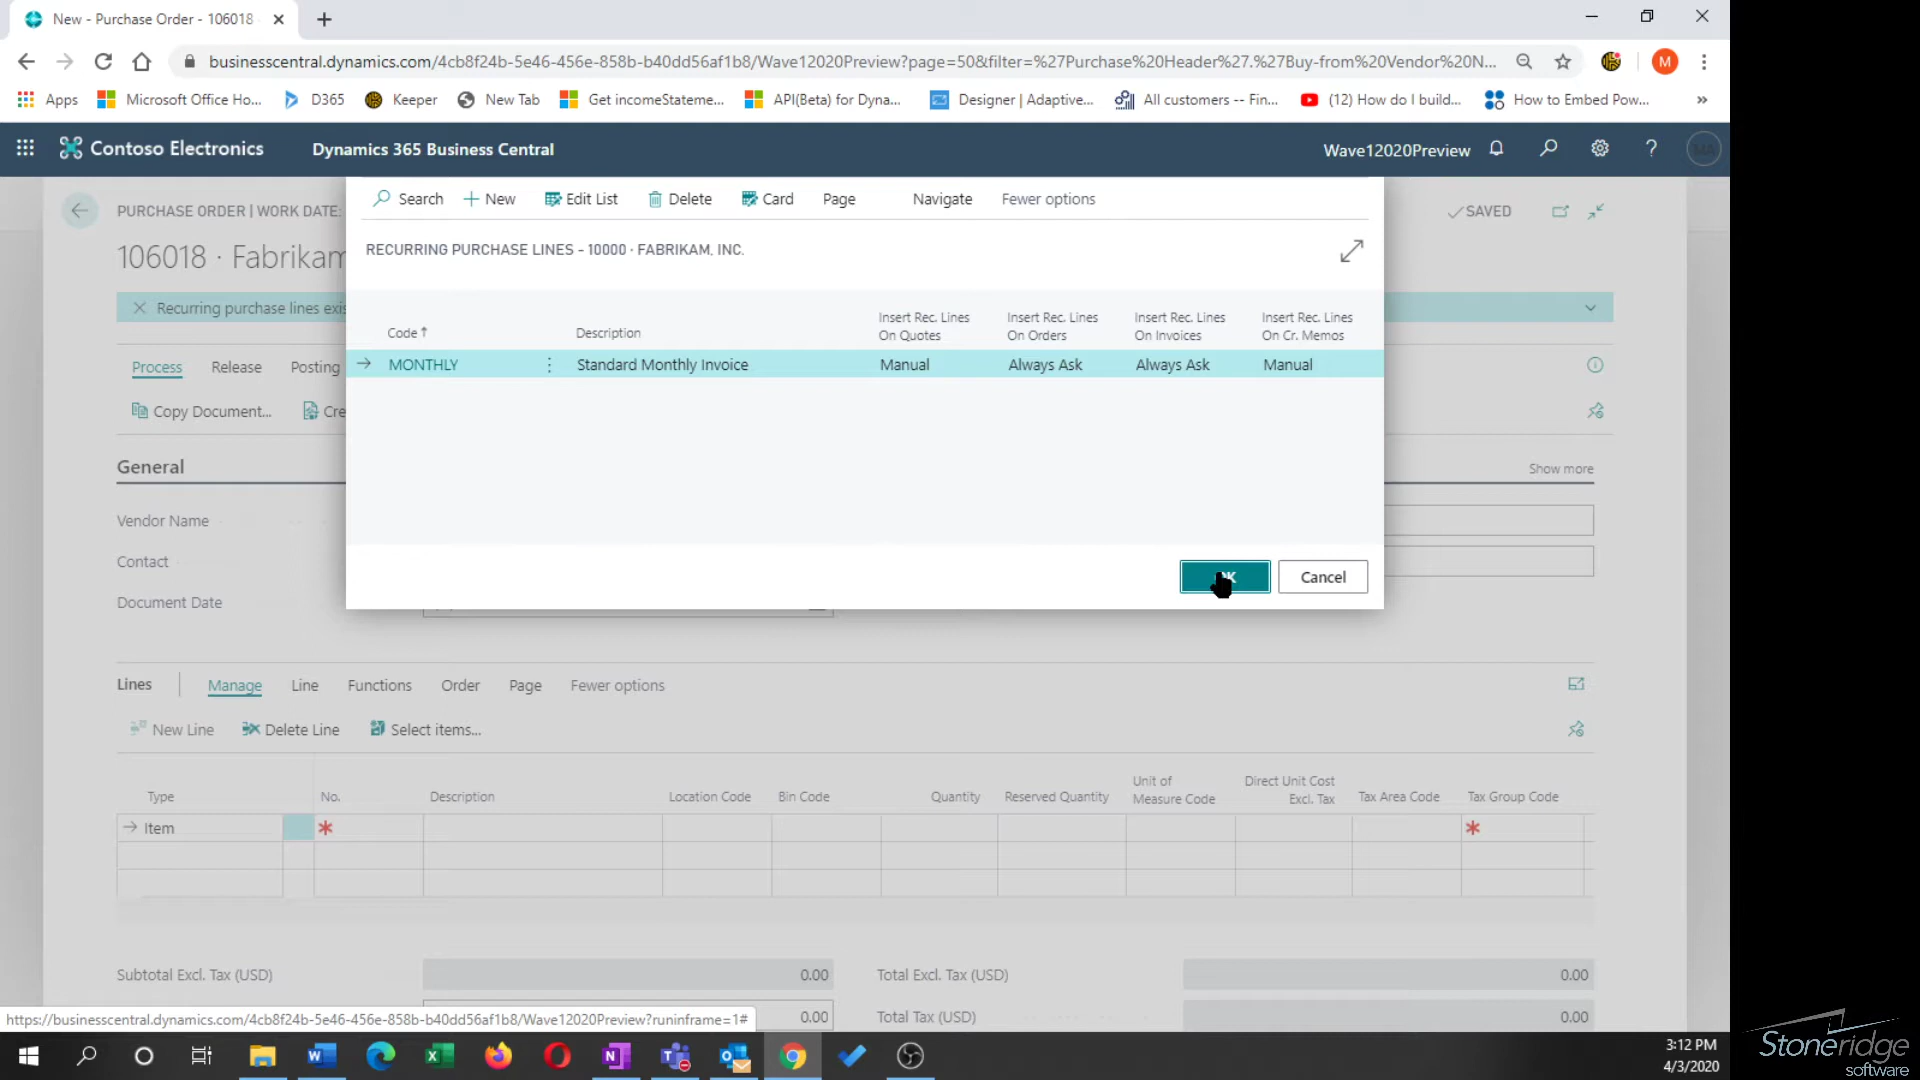 New - Purchase Order - 106018
businesscentral.dynamics.com/4cb8f24b-5e46-456e-858b-b40dd56af1b8/Wave12020Preview?page=50&filter=%27Purchase%20Header%27.%27Buy-from%20Vendor%20N...
M
Apps Microsoft Office Ho... D365 Keeper New Tab Get incomeStateme... API(Beta) for Dyna... Designer | Adaptive... All customers -- Fin... (12) How do I build... How to Embed Pow... »
Contoso Electronics Dynamics 365 Business Central Wave12020Preview ? MA
Search + New Edit List Delete Card Page Navigate Fewer options
PURCHASE ORDER | WORK DATE: SAVED
RECURRING PURCHASE LINES - 10000 · FABRIKAM, INC.
106018 · Fabrikam
Recurring purchase lines exis
Code ↑ Description Insert Rec. Lines On Quotes Insert Rec. Lines On Orders Insert Rec. Lines On Invoices Insert Rec. Lines On Cr. Memos
MONTHLY Standard Monthly Invoice Manual Always Ask Always Ask Manual
Process Release Posting
Copy Document... Cre
General Show more
Vendor Name
Contact
Cancel
Document Date
Lines Manage Line Functions Order Page Fewer options
New Line Delete Line Select items...
Type No. Description Location Code Bin Code Quantity Reserved Quantity Unit of Measure Code Direct Unit Cost Excl. Tax Tax Area Code Tax Group Code
Item * *
Subtotal Excl. Tax (USD) 0.00 Total Excl. Tax (USD) 0.00
0.00 Total Tax (USD) 0.00
https://businesscentral.dynamics.com/4cb8f24b-5e46-456e-858b-b40dd56af1b8/Wave12020Preview?runinframe=1#
3:12 PM
4/3/2020
Stoneridge
software